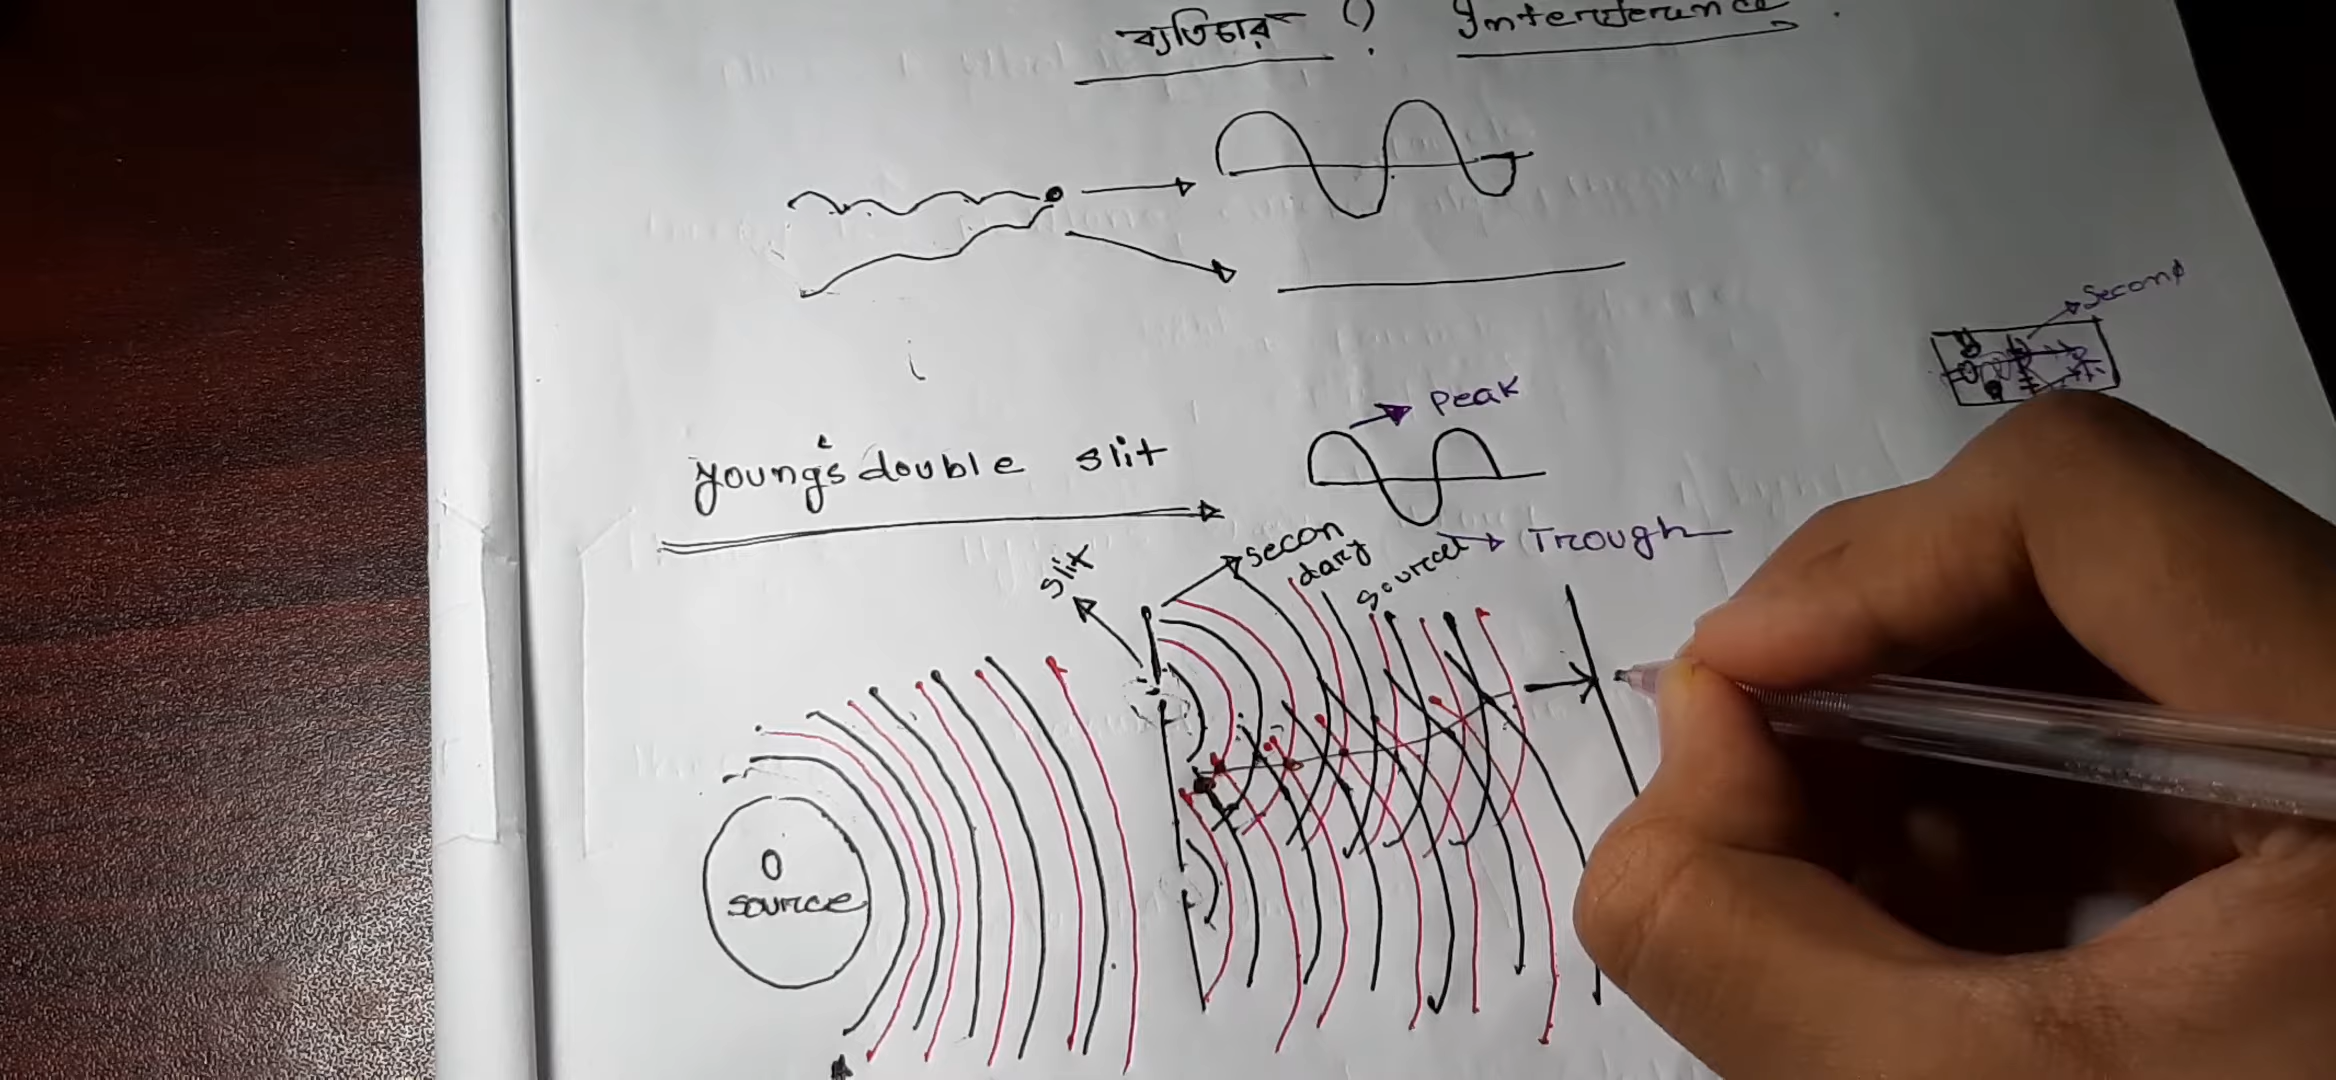 ব্যতিচার ? Interference.
Second
Peak
young's double slit
Trough
slit
secon
dary
source
O
source